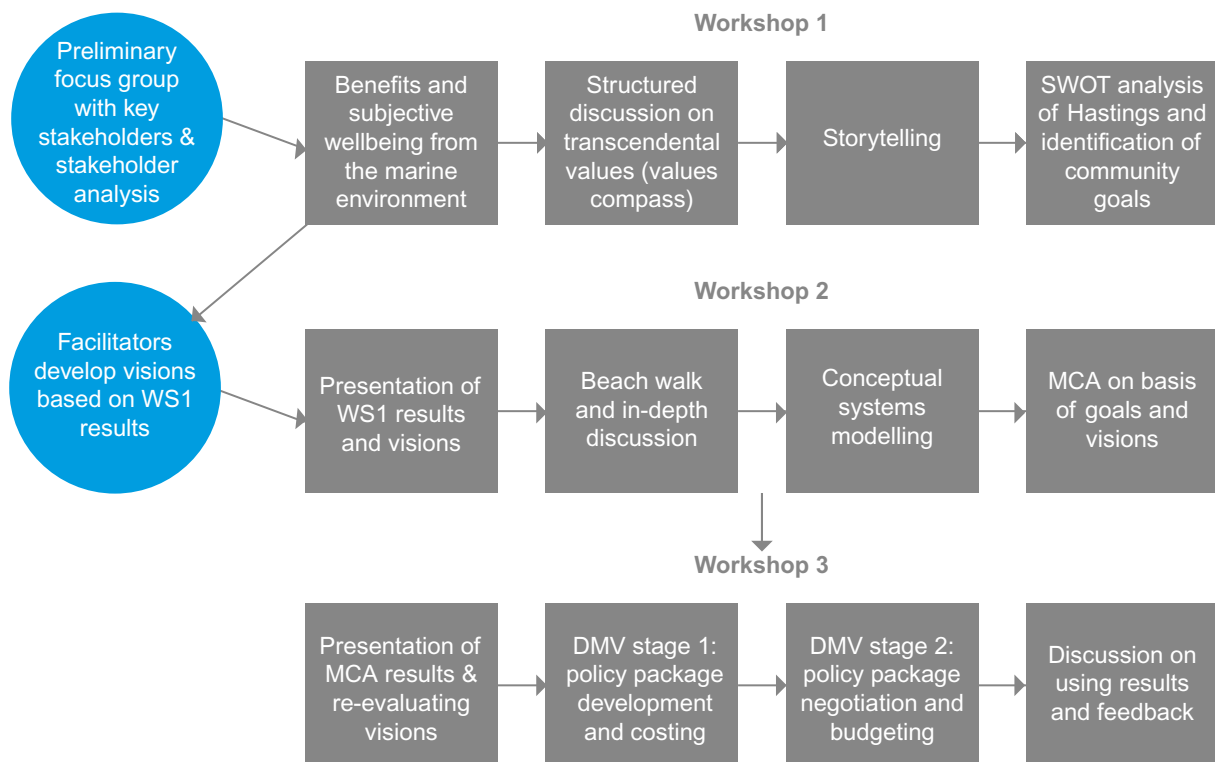 Workshop 1
Preliminary
focus group
with key
stakeholders &
stakeholder
analysis
Benefits and
subjective
wellbeing from
the marine
environment
Structured
discussion on
transcendental
values (values
compass)
Storytelling
SWOT analysis
of Hastings and
identification of
community
goals
Workshop 2
Facilitators
develop visions
based on WS1
results
Presentation of
WS1 results
and visions
Beach walk
and in-depth
discussion
Conceptual
systems
modelling
MCA on basis
of goals and
visions
Workshop 3
Presentation of
MCA results &
re-evaluating
visions
DMV stage 1:
policy package
development
and costing
DMV stage 2:
policy package
negotiation and
budgeting
Discussion on
using results
and feedback